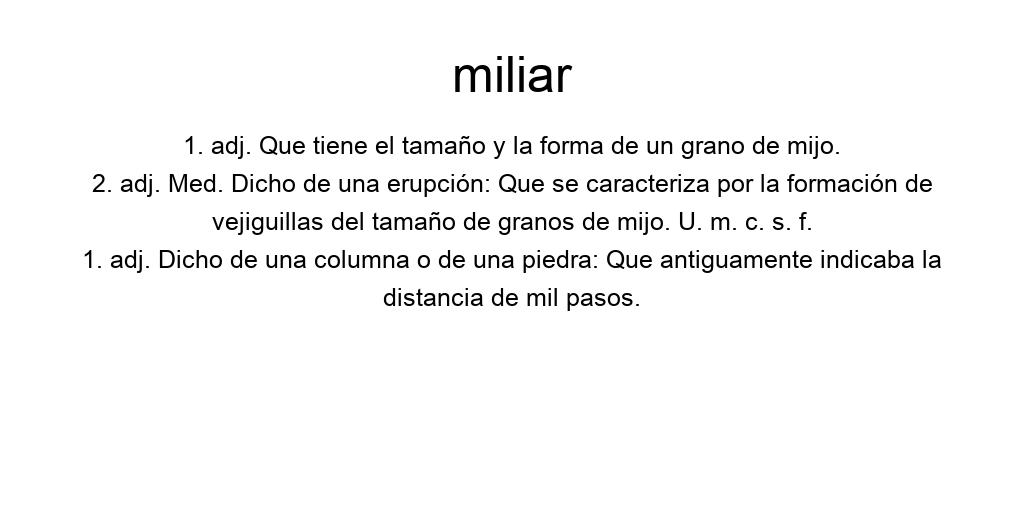 miliar
1. adj. Que tiene el tamaño y la forma de un grano de mijo.
2. adj. Med. Dicho de una erupción: Que se caracteriza por la formación de
vejiguillas del tamaño de granos de mijo. U. m. c. s. f.
1. adj. Dicho de una columna o de una piedra: Que antiguamente indicaba la
distancia de mil pasos.